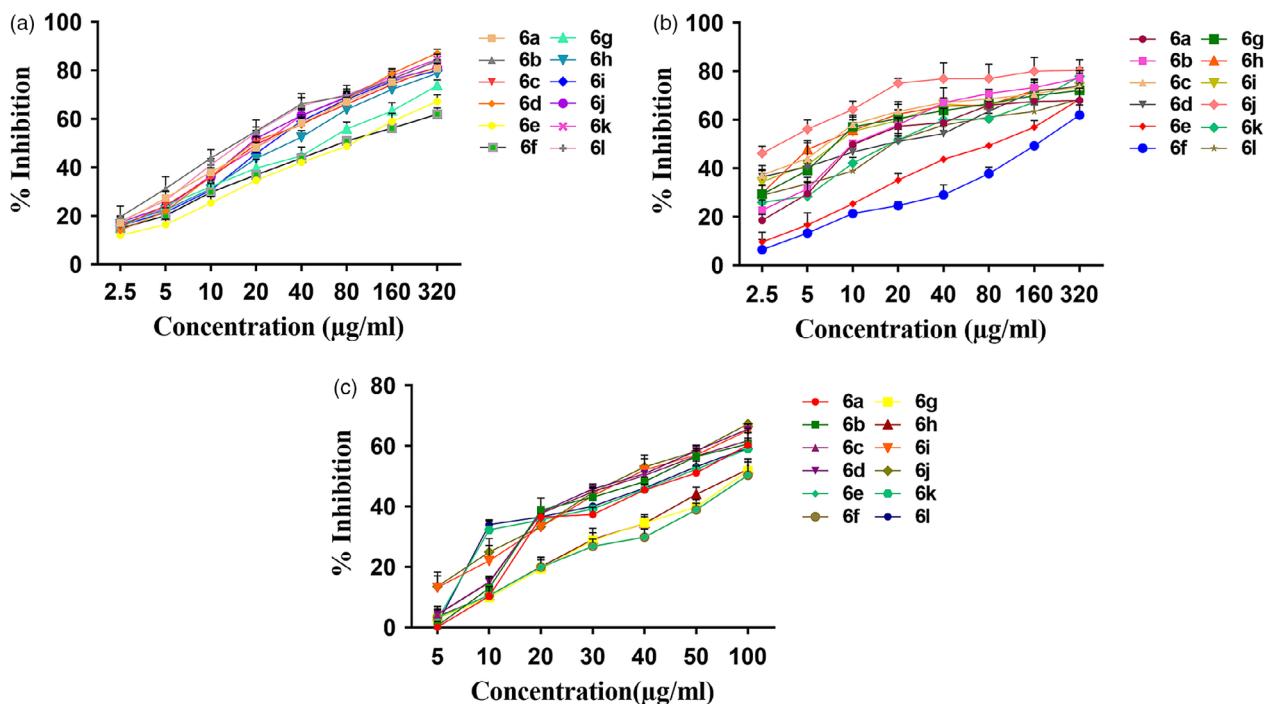 (a)
% Inhibition
100
80
60
40
20
0
2.5 5 10 20 40 80 160 320
Concentration (μg/ml)
6a 6g
6b 6h
6c 6i
6d 6j
6e 6k
6f 6l
(b)
% Inhibition
100
80
60
40
20
0
2.5 5 10 20 40 80 160 320
Concentration (μg/ml)
6a 6g
6b 6h
6c 6i
6d 6j
6e 6k
6f 6l
(c)
% Inhibition
80
60
40
20
0
5 10 20 30 40 50 100
Concentration(μg/ml)
6a 6g
6b 6h
6c 6i
6d 6j
6e 6k
6f 6l